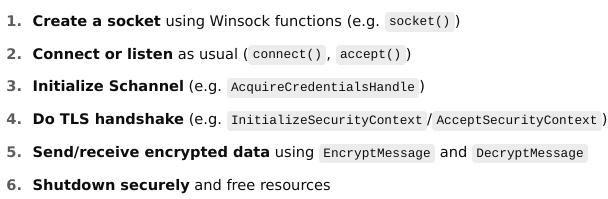 1. Create a socket using Winsock functions (e.g. socket())
2. Connect or listen as usual (connect(), accept())
3. Initialize Schannel (e.g. AcquireCredentialsHandle)
4. Do TLS handshake (e.g. InitializeSecurityContext/AcceptSecurityContext)
5. Send/receive encrypted data using EncryptMessage and DecryptMessage
6. Shutdown securely and free resources